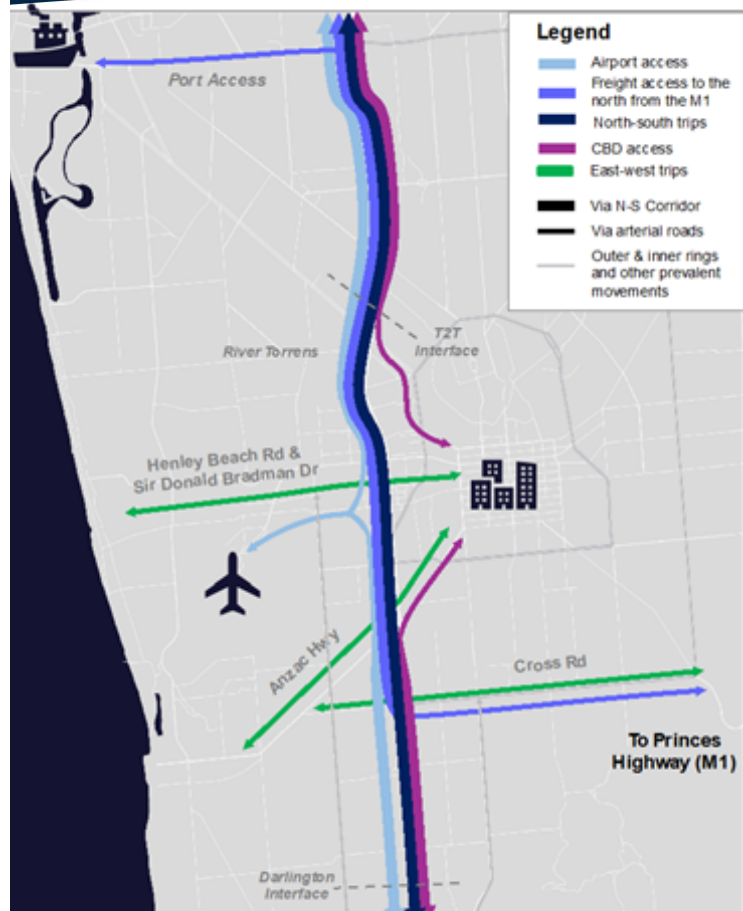 Legend
Airport access
Freight access to the
north from the M1
North-south trips
CBD access
East-west trips
Via N-S Corridor
Via arterial roads
Outer & inner rings
and other prevalent
movements
Port Access
T2T
Interface
River Torrens
Henley Beach Rd &
Sir Donald Bradman Dr
Anzac Hwy
Cross Rd
To Princes
Highway (M1)
Darlington
Interface